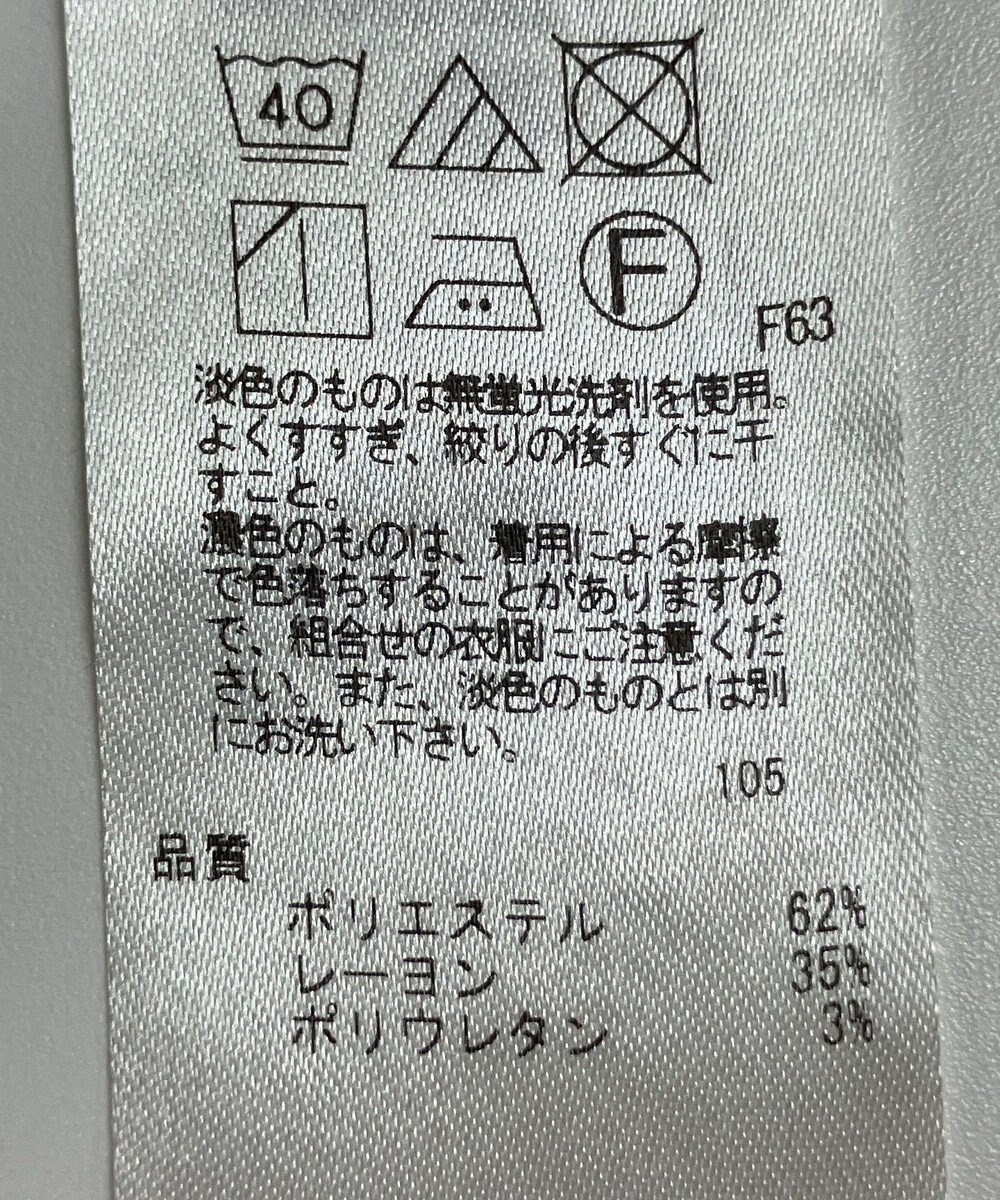 40
F
F63
淡色のものは無蛍光洗剤を使用。
よくすすぎ、絞りの後すぐに干
すこと。
濃色のものは、着用による摩擦
で色落ちすることがありますの
で、組合せの衣服にご注意くだ
さい。また、淡色のものとは別
にお洗い下さい。
105
品質
ポリエステル 62%
レーヨン 35%
ポリウレタン 3%